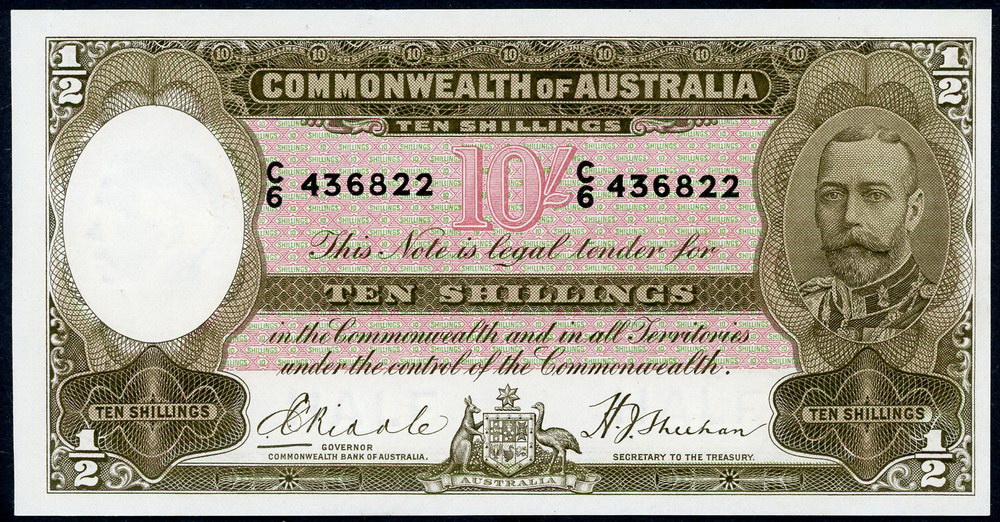 1/2 1/2
COMMONWEALTH OF AUSTRALIA
TEN SHILLINGS
C/6 436822 10/- C/6 436822
This Note is legal tender for
TEN SHILLINGS
in the Commonwealth and in all Territories
under the control of the Commonwealth.
TEN SHILLINGS TEN SHILLINGS
E C Riddle H. J. Sheehan
1/2 GOVERNOR 1/2
COMMONWEALTH BANK OF AUSTRALIA. SECRETARY TO THE TREASURY.
AUSTRALIA